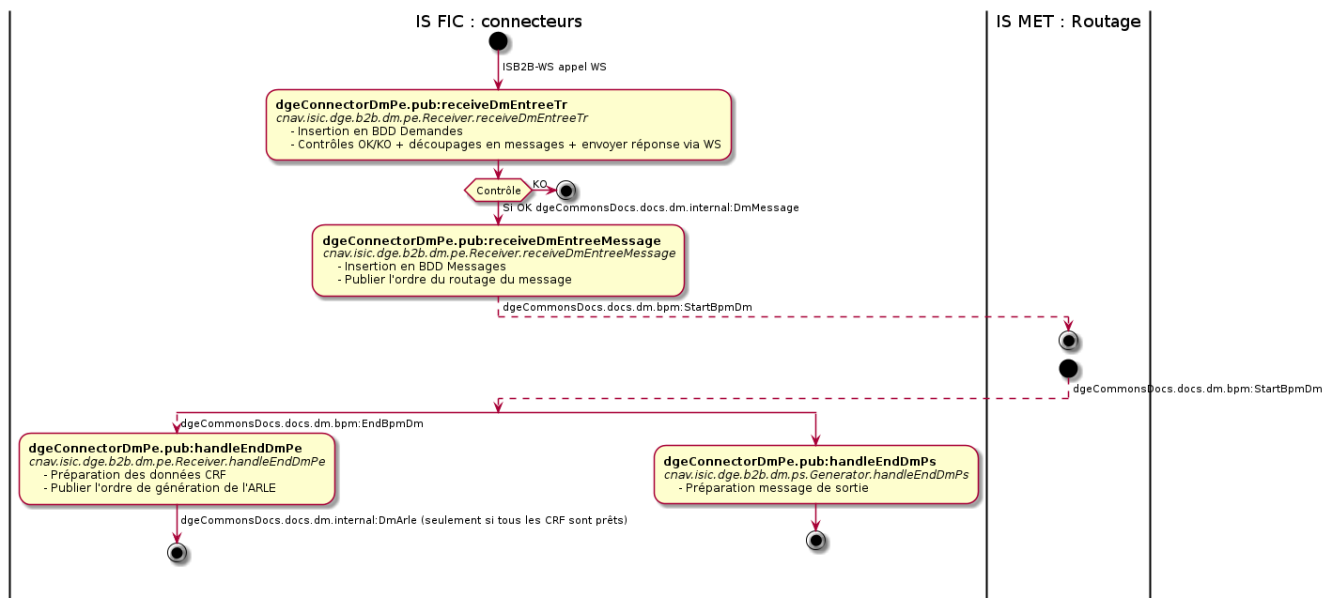 IS FIC : connecteurs
IS MET : Routage
ISB2B-WS appel WS
dgeConnectorDmPe.pub:receiveDmEntreeTr
cnav.isic.dge.b2b.dm.pe.Receiver.receiveDmEntreeTr
- Insertion en BDD Demandes
- Contrôles OK/KO + découpages en messages + envoyer réponse via WS
Contrôle
KO
Si OK dgeCommonsDocs.docs.dm.internal:DmMessage
dgeConnectorDmPe.pub:receiveDmEntreeMessage
cnav.isic.dge.b2b.dm.pe.Receiver.receiveDmEntreeMessage
- Insertion en BDD Messages
- Publier l'ordre du routage du message
dgeCommonsDocs.docs.dm.bpm:StartBpmDm
dgeCommonsDocs.docs.dm.bpm:StartBpmDm
dgeCommonsDocs.docs.dm.bpm:EndBpmDm
dgeConnectorDmPe.pub:handleEndDmPe
cnav.isic.dge.b2b.dm.pe.Receiver.handleEndDmPe
- Préparation des données CRF
- Publier l'ordre de génération de l'ARLE
dgeConnectorDmPe.pub:handleEndDmPs
cnav.isic.dge.b2b.dm.ps.Generator.handleEndDmPs
- Préparation message de sortie
dgeCommonsDocs.docs.dm.internal:DmArle (seulement si tous les CRF sont prêts)